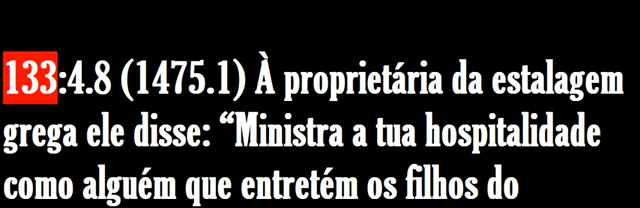 133:4.8 (1475.1) À proprietária da estalagem
grega ele disse: “Ministra a tua hospitalidade
como alguém que entretém os filhos do